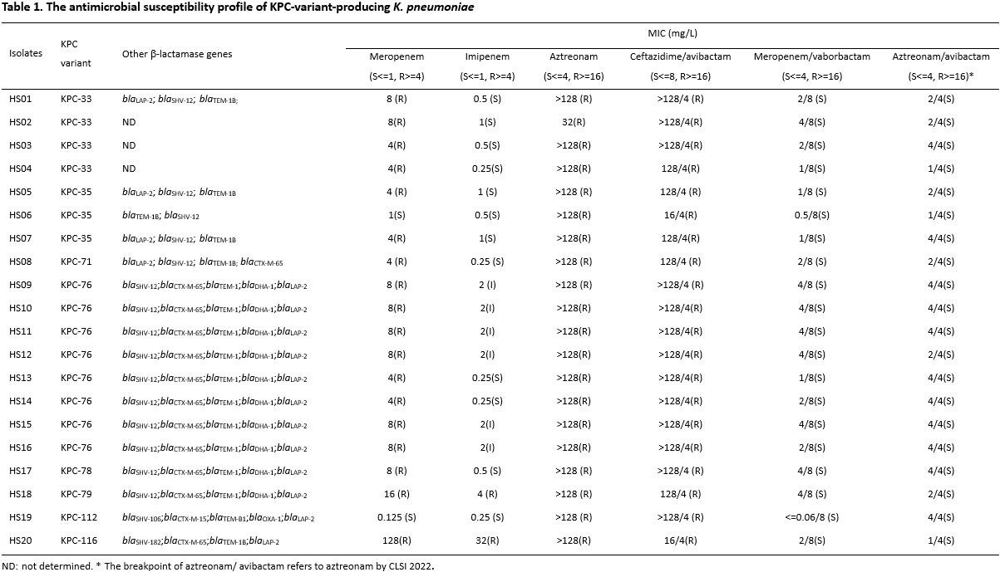 Table 1. The antimicrobial susceptibility profile of KPC-variant-producing K. pneumoniae
Isolates KPC variant Other β-lactamase genes MIC (mg/L)
Meropenem Imipenem Aztreonam Ceftazidime/avibactam Meropenem/vaborbactam Aztreonam/avibactam
(S<=1, R>=4) (S<=1, R>=4) (S<=4, R>=16) (S<=8, R>=16) (S<=4, R>=16) (S<=4, R>=16)*
HS01 KPC-33 blaLAP-2; blaSHV-12; blaTEM-1B; 8 (R) 0.5 (S) >128 (R) >128/4 (R) 2/8 (S) 2/4(S)
HS02 KPC-33 ND 8(R) 1(S) 32(R) >128/4(R) 4/8(S) 2/4(S)
HS03 KPC-33 ND 4(R) 0.5(S) >128(R) >128/4(R) 2/8(S) 4/4(S)
HS04 KPC-33 ND 4(R) 0.25(S) >128(R) 128/4(R) 1/8(S) 1/4(S)
HS05 KPC-35 blaLAP-2; blaSHV-12; blaTEM-1B 4 (R) 1 (S) >128 (R) 128/4 (R) 1/8 (S) 2/4(S)
HS06 KPC-35 blaTEM-1B; blaSHV-12 1(S) 0.5(S) >128(R) 16/4(R) 0.5/8(S) 1/4(S)
HS07 KPC-35 blaLAP-2; blaSHV-12; blaTEM-1B 4(R) 1(S) >128(R) 128/4(R) 1/8(S) 4/4(S)
HS08 KPC-71 blaLAP-2; blaSHV-12; blaTEM-1B; blaCTX-M-65 4 (R) 0.25 (S) >128 (R) 128/4 (R) 2/8 (S) 2/4(S)
HS09 KPC-76 blaSHV-12;blaCTX-M-65;blaTEM-1;blaDHA-1;blaLAP-2 8 (R) 2 (I) >128 (R) >128/4 (R) 4/8 (S) 4/4(S)
HS10 KPC-76 blaSHV-12;blaCTX-M-65;blaTEM-1;blaDHA-1;blaLAP-2 8(R) 2(I) >128(R) >128/4(R) 4/8(S) 4/4(S)
HS11 KPC-76 blaSHV-12;blaCTX-M-65;blaTEM-1;blaDHA-1;blaLAP-2 8(R) 2(I) >128(R) >128/4(R) 4/8(S) 4/4(S)
HS12 KPC-76 blaSHV-12;blaCTX-M-65;blaTEM-1;blaDHA-1;blaLAP-2 8(R) 2(I) >128(R) >128/4(R) 4/8(S) 2/4(S)
HS13 KPC-76 blaSHV-12;blaCTX-M-65;blaTEM-1;blaDHA-1;blaLAP-2 4(R) 0.25(S) >128(R) >128/4(R) 1/8(S) 4/4(S)
HS14 KPC-76 blaSHV-12;blaCTX-M-65;blaTEM-1;blaDHA-1;blaLAP-2 4(R) 0.25(S) >128(R) >128/4(R) 2/8(S) 4/4(S)
HS15 KPC-76 blaSHV-12;blaCTX-M-65;blaTEM-1;blaDHA-1;blaLAP-2 8(R) 2(I) >128(R) >128/4(R) 4/8(S) 4/4(S)
HS16 KPC-76 blaSHV-12;blaCTX-M-65;blaTEM-1;blaDHA-1;blaLAP-2 8(R) 2(I) >128(R) >128/4(R) 2/8(S) 4/4(S)
HS17 KPC-78 blaSHV-12;blaCTX-M-65;blaTEM-1;blaDHA-1;blaLAP-2 8 (R) 0.5 (S) >128 (R) >128/4 (R) 4/8 (S) 4/4(S)
HS18 KPC-79 blaSHV-12;blaCTX-M-65;blaTEM-1;blaDHA-1;blaLAP-2 16 (R) 4 (R) >128 (R) 128/4 (R) 4/8 (S) 2/4(S)
HS19 KPC-112 blaSHV-106;blaCTX-M-15;blaTEM-B1;blaOXA-1;blaLAP-2 0.125 (S) 0.25 (S) >128 (R) >128/4 (R) <=0.06/8 (S) 4/4(S)
HS20 KPC-116 blaSHV-182;blaCTX-M-65;blaTEM-1B;blaLAP-2 128(R) 32(R) >128(R) 16/4(R) 2/8(S) 1/4(S)
ND: not determined. * The breakpoint of aztreonam/ avibactam refers to aztreonam by CLSI 2022.